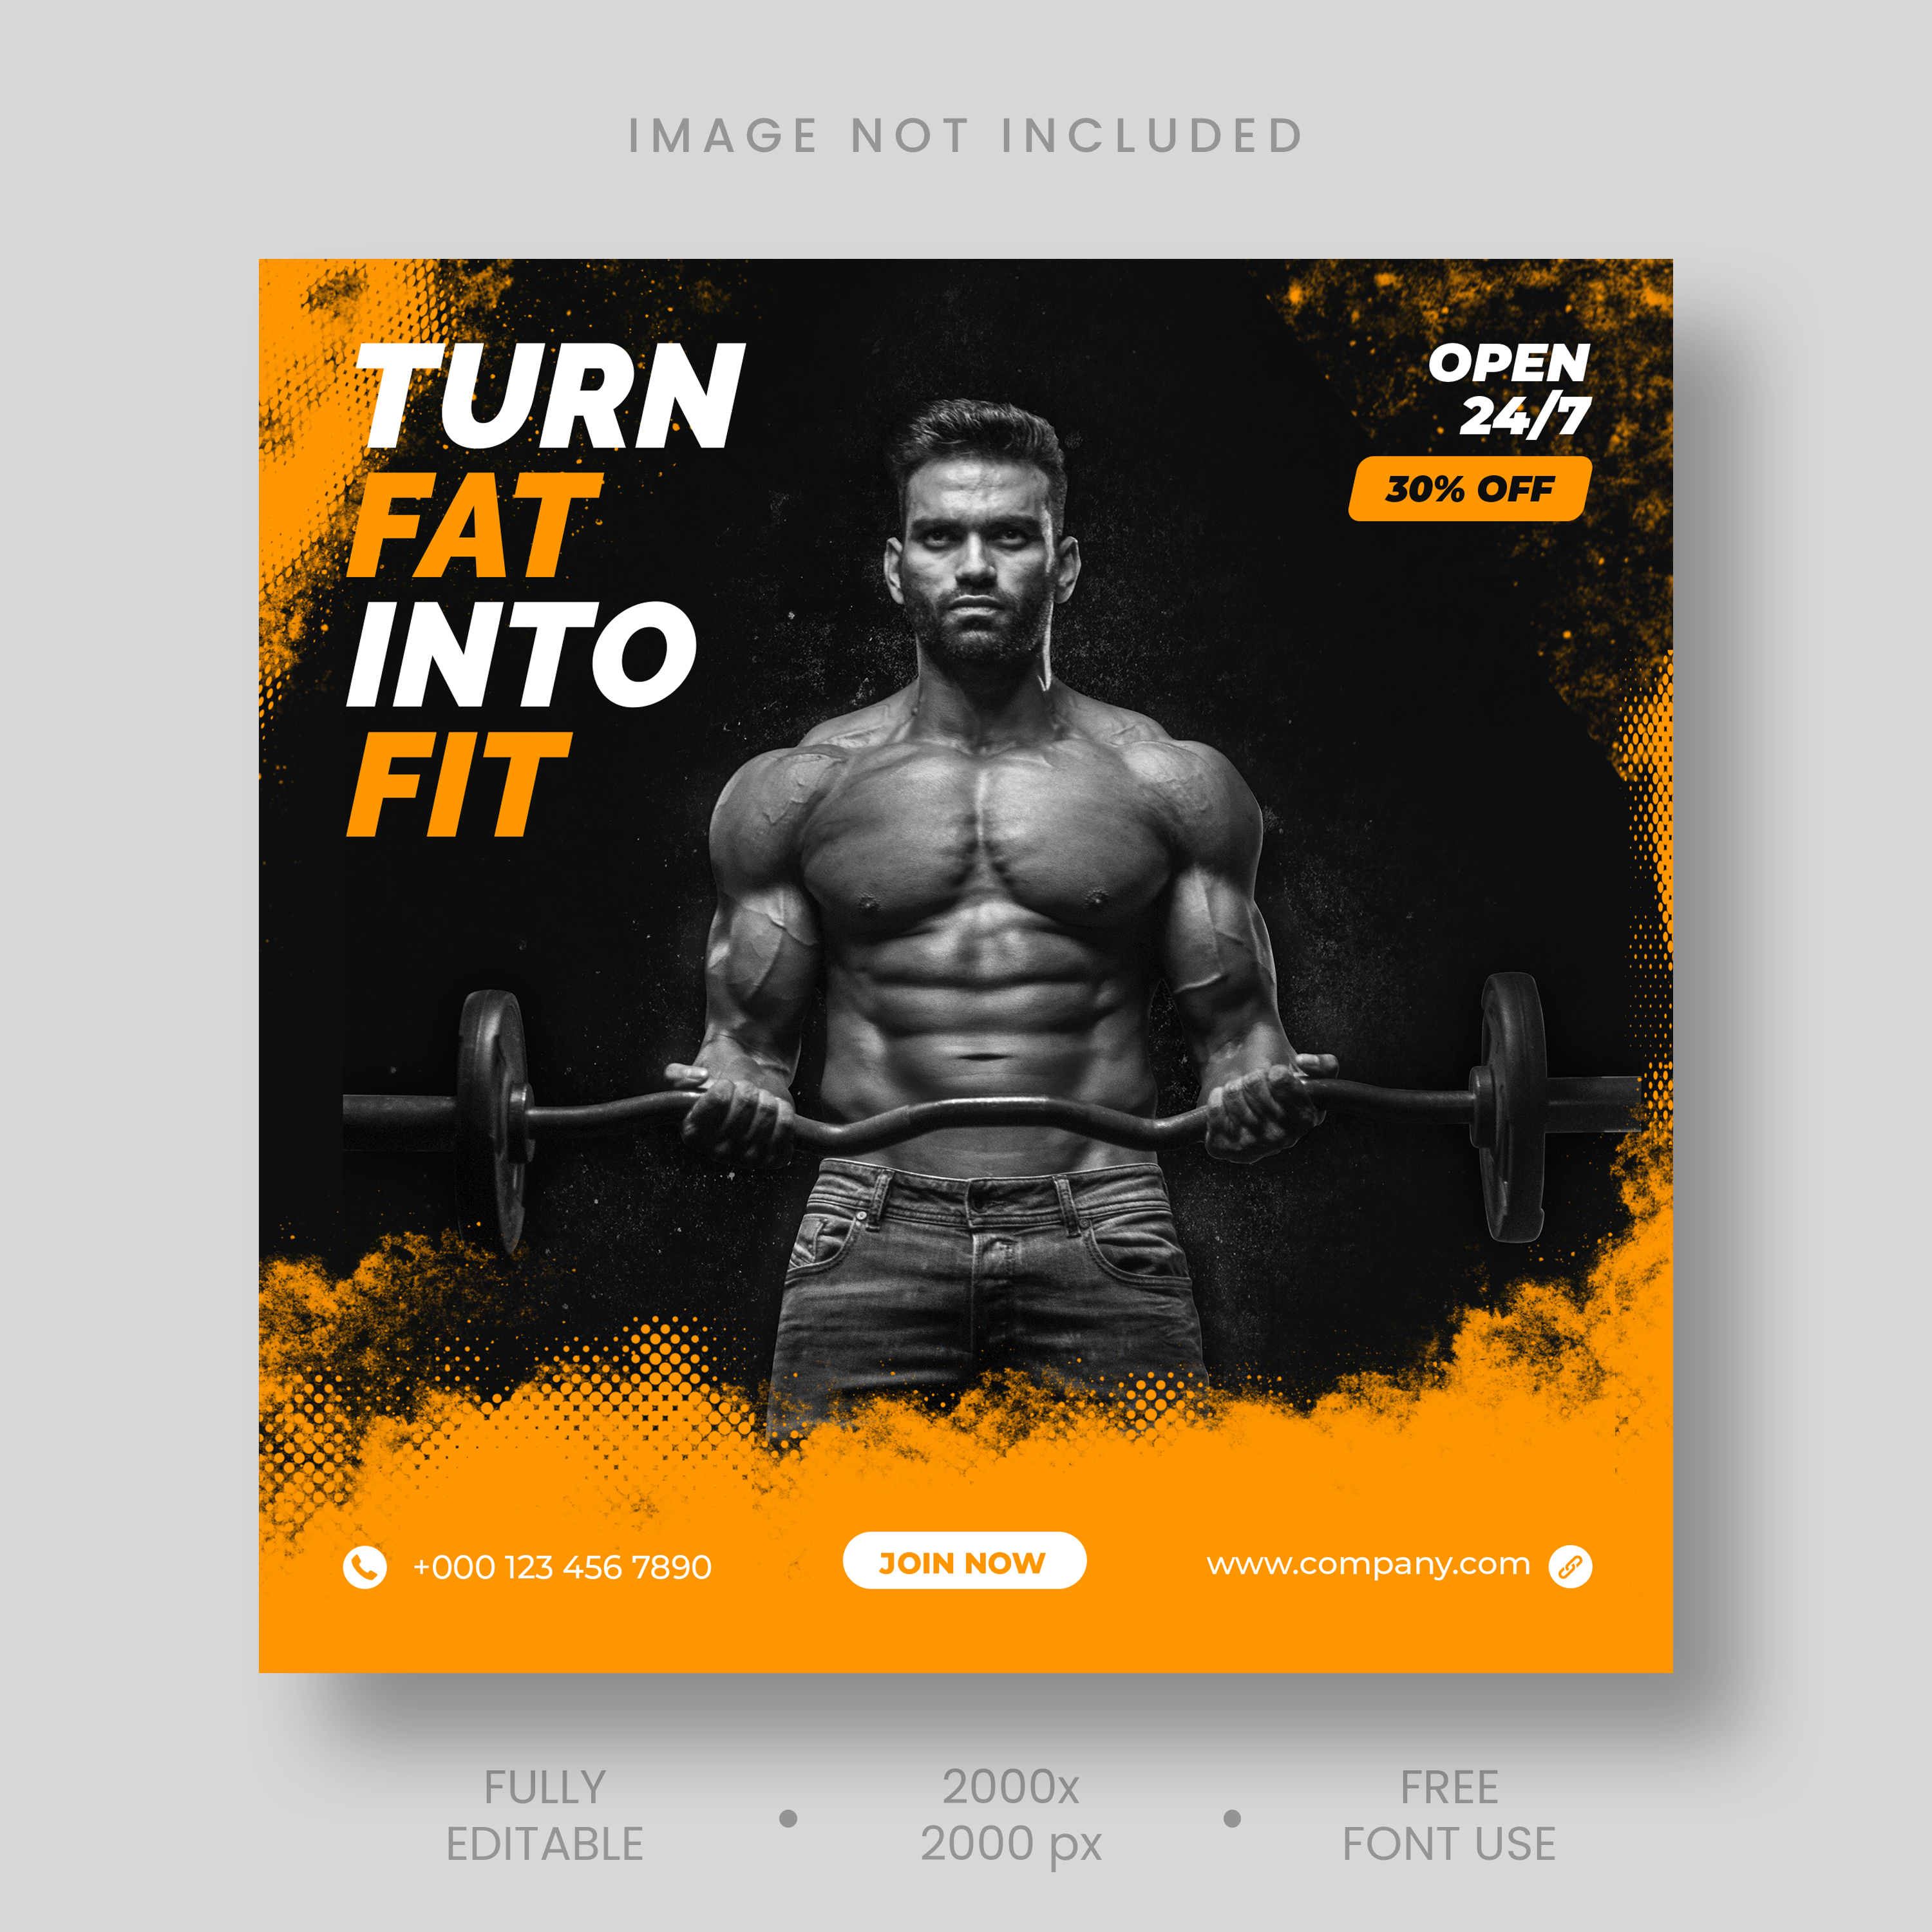 IMAGE NOT INCLUDED
TURN
FAT
INTO
FIT
OPEN
24/7
30% OFF
+000 123 456 7890
JOIN NOW
www.company.com
FULLY
EDITABLE
2000x
2000 px
FREE
FONT USE